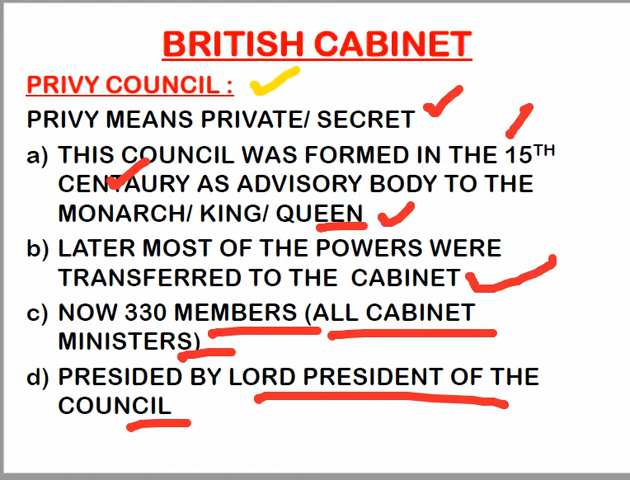 BRITISH CABINET
PRIVY COUNCIL :
PRIVY MEANS PRIVATE/ SECRET
a) THIS COUNCIL WAS FORMED IN THE 15TH
CENTAURY AS ADVISORY BODY TO THE
MONARCH/ KING/ QUEEN
b) LATER MOST OF THE POWERS WERE
TRANSFERRED TO THE CABINET
c) NOW 330 MEMBERS (ALL CABINET
MINISTERS)
d) PRESIDED BY LORD PRESIDENT OF THE
COUNCIL